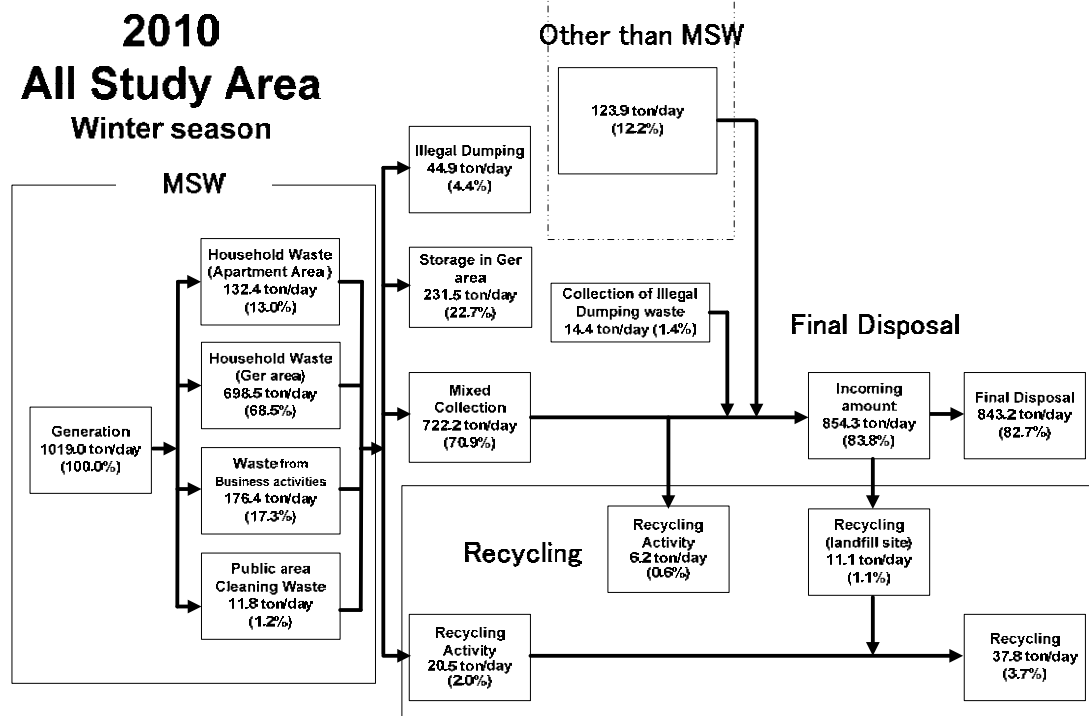 2010
All Study Area
Winter season
MSW
Generation
1019.0 ton/day
(100.0%)
Household Waste
(Apartment Area)
132.4 ton/day
(13.0%)
Household Waste
(Ger area)
698.5 ton/day
(68.5%)
Waste from
Business activities
176.4 ton/day
(17.3%)
Public area
Cleaning Waste
11.8 ton/day
(1.2%)
Illegal Dumping
44.9 ton/day
(4.4%)
Storage in Ger
area
231.5 ton/day
(22.7%)
Mixed
Collection
722.2 ton/day
(70.9%)
Recycling
Activity
20.5 ton/day
(2.0%)
Other than MSW
123.9 ton/day
(12.2%)
Collection of Illegal
Dumping waste
14.4 ton/day (1.4%)
Final Disposal
Incoming
amount
854.3 ton/day
(83.8%)
Final Disposal
843.2 ton/day
(82.7%)
Recycling
Recycling
Activity
6.2 ton/day
(0.6%)
Recycling
(landfill site)
11.1 ton/day
(1.1%)
Recycling
37.8 ton/day
(3.7%)